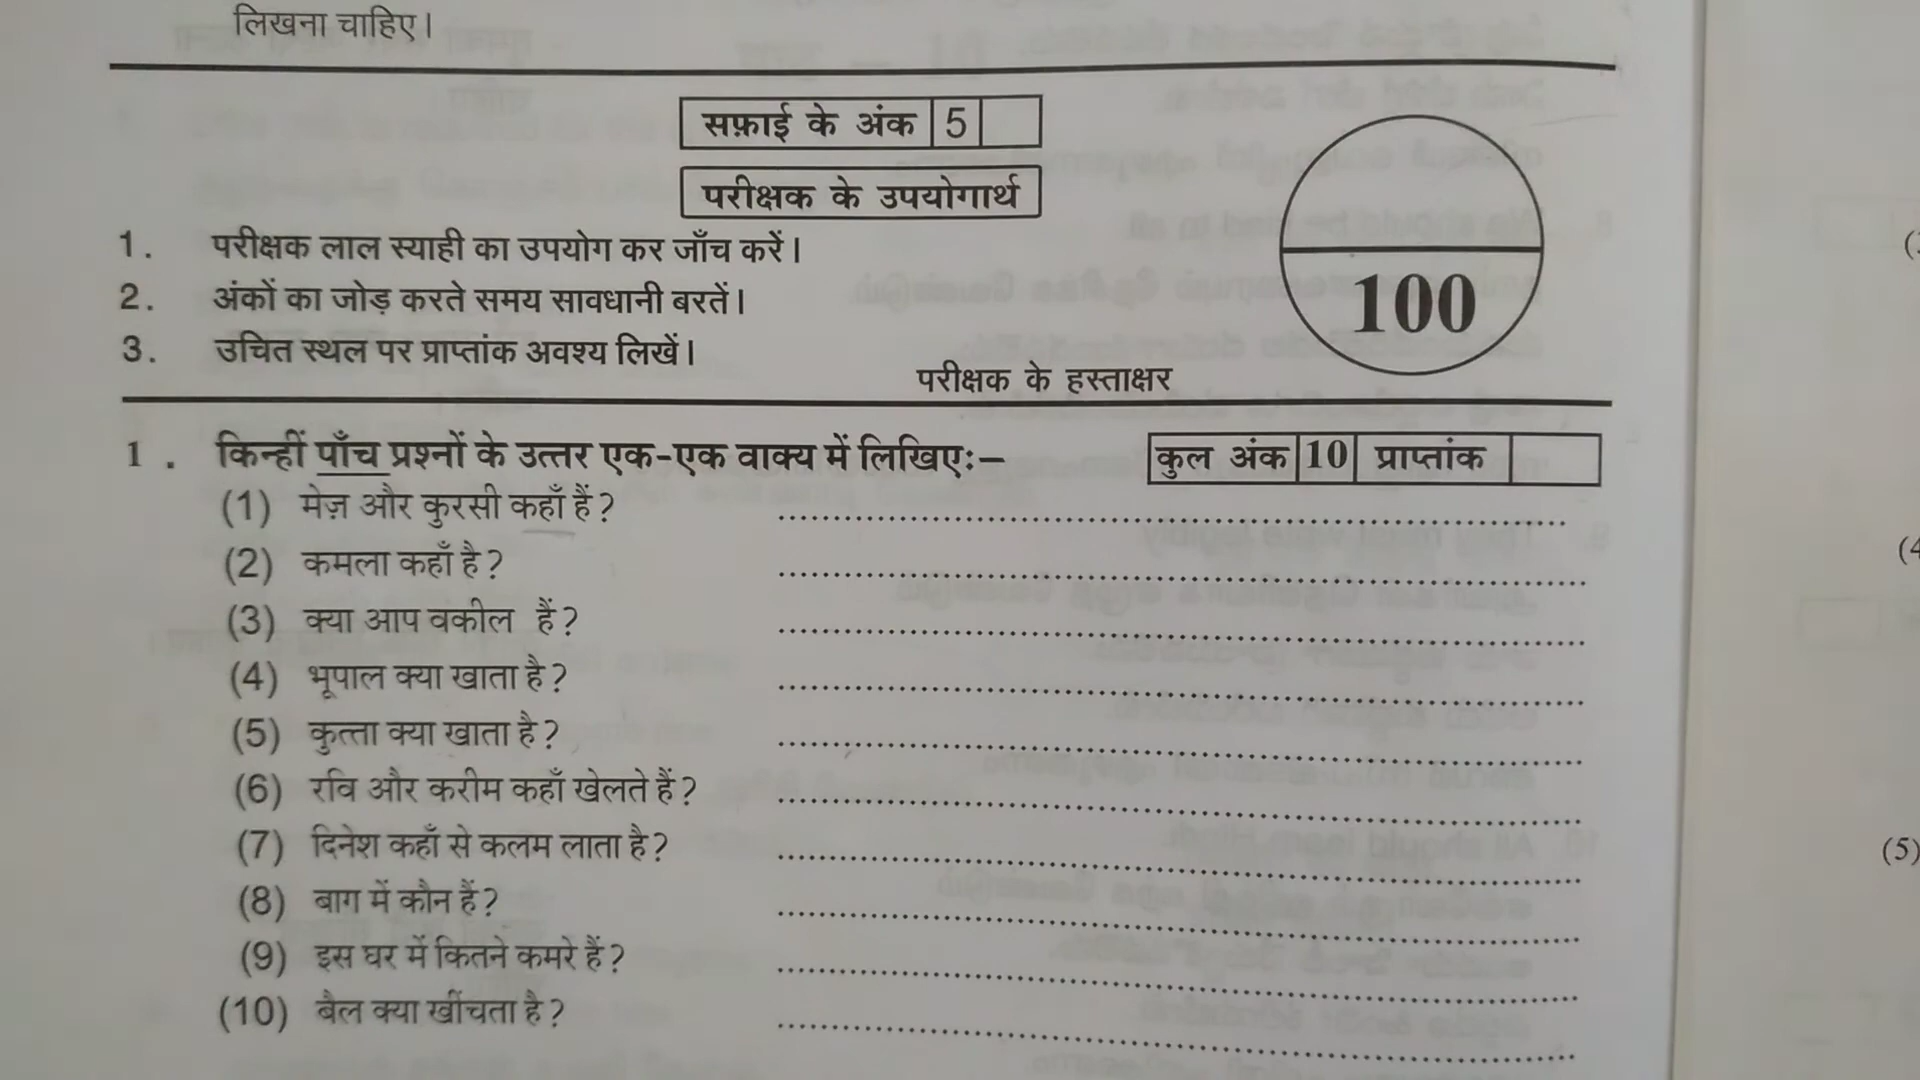 लिखना चाहिए।
सफ़ाई के अंक 5
परीक्षक के उपयोगार्थ
1. परीक्षक लाल स्याही का उपयोग कर जाँच करें।
2. अंकों का जोड़ करते समय सावधानी बरतें।
3. उचित स्थल पर प्राप्तांक अवश्य लिखें।
100
परीक्षक के हस्ताक्षर
1. किन्हीं पाँच प्रश्नों के उत्तर एक-एक वाक्य में लिखिए:-
कुल अंक 10 प्राप्तांक
(1) मेज़ और कुरसी कहाँ हैं? ........................
(2) कमला कहाँ है? ........................
(3) क्या आप वकील हैं? ........................
(4) भूपाल क्या खाता है? ........................
(5) कुत्ता क्या खाता है? ........................
(6) रवि और करीम कहाँ खेलते हैं? ........................
(7) दिनेश कहाँ से कलम लाता है? ........................
(8) बाग में कौन हैं? ........................
(9) इस घर में कितने कमरे हैं? ........................
(10) बैल क्या खींचता है? ........................
(4
(5)